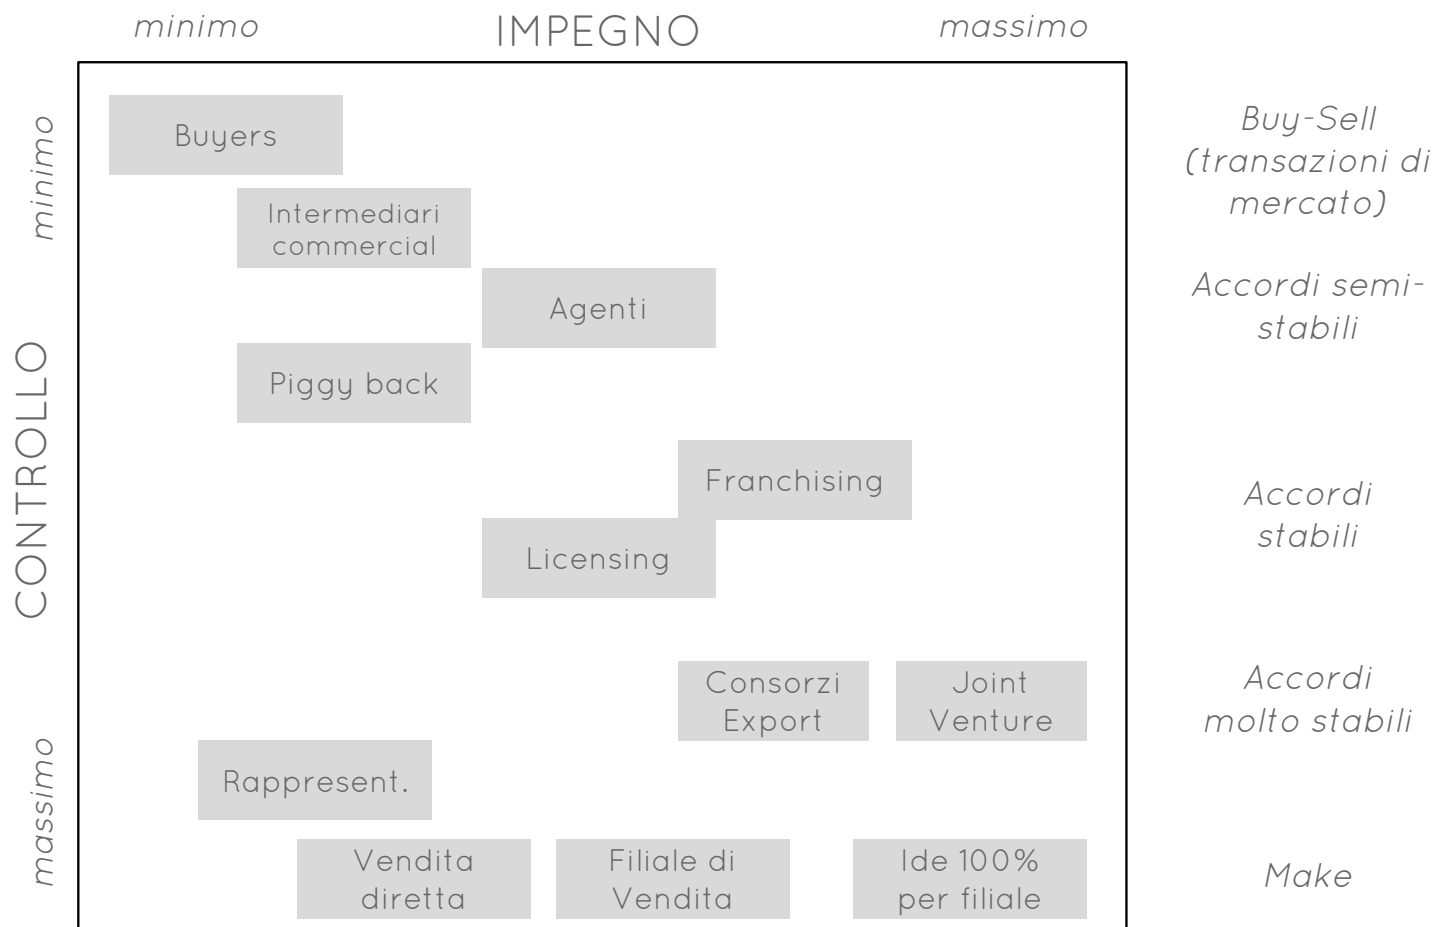 minimo
IMPEGNO
massimo
minimo
CONTROLLO
massimo
Buyers
Intermediari
commercial
Agenti
Piggy back
Franchising
Licensing
Consorzi
Export
Joint
Venture
Rappresent.
Vendita
diretta
Filiale di
Vendita
Ide 100%
per filiale
Buy-Sell
(transazioni di
mercato)
Accordi semi-
stabili
Accordi
stabili
Accordi
molto stabili
Make